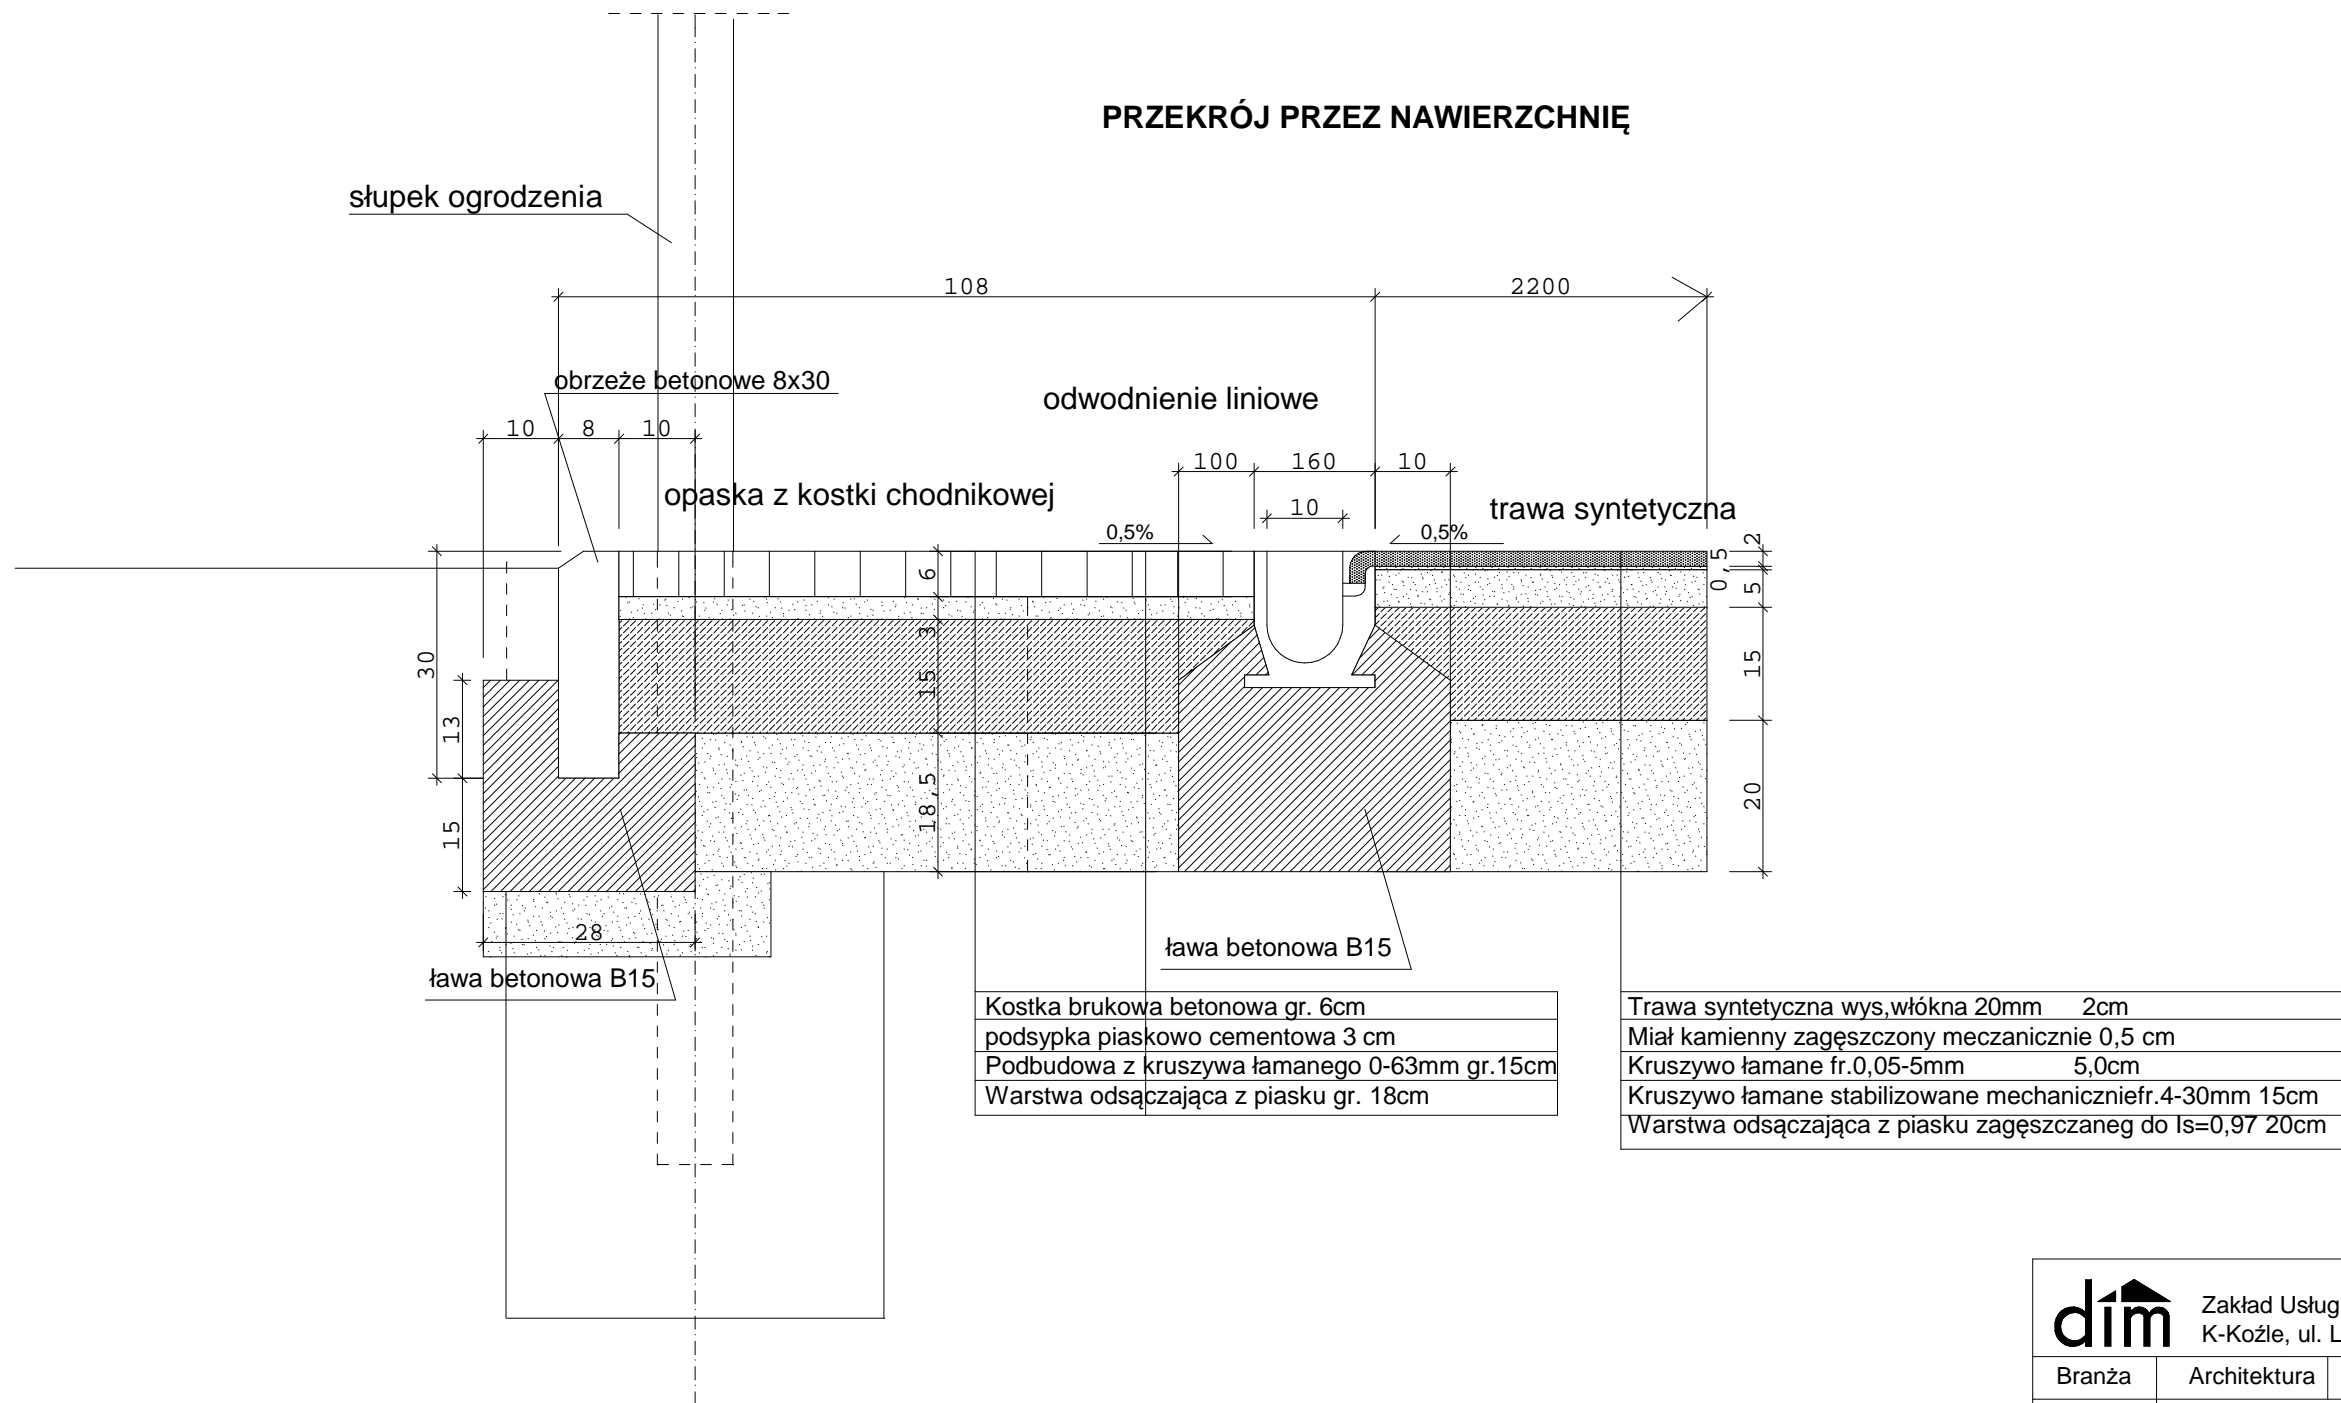 PRZEKRÓJ PRZEZ NAWIERZCHNIĘ
słupek ogrodzenia
108
2200
obrzeże betonowe 8x30
odwodnienie liniowe
10
8
10
100
160
10
opaska z kostki chodnikowej
10
trawa syntetyczna
0,5%
0,5%
2
0,5
5
6
3
30
15
15
13
18,5
20
15
28
ława betonowa B15
ława betonowa B15
Kostka brukowa betonowa gr. 6cm
podsypka piaskowo cementowa 3 cm
Podbudowa z kruszywa łamanego 0-63mm gr.15cm
Warstwa odsączająca z piasku gr. 18cm
Trawa syntetyczna wys,włókna 20mm 2cm
Miał kamienny zagęszczony meczanicznie 0,5 cm
Kruszywo łamane fr.0,05-5mm 5,0cm
Kruszywo łamane stabilizowane mechaniczniefr.4-30mm 15cm
Warstwa odsączająca z piasku zagęszczaneg do Is=0,97 20cm
dim
Zakład Usług
K-Koźle, ul. L
Branża
Architektura